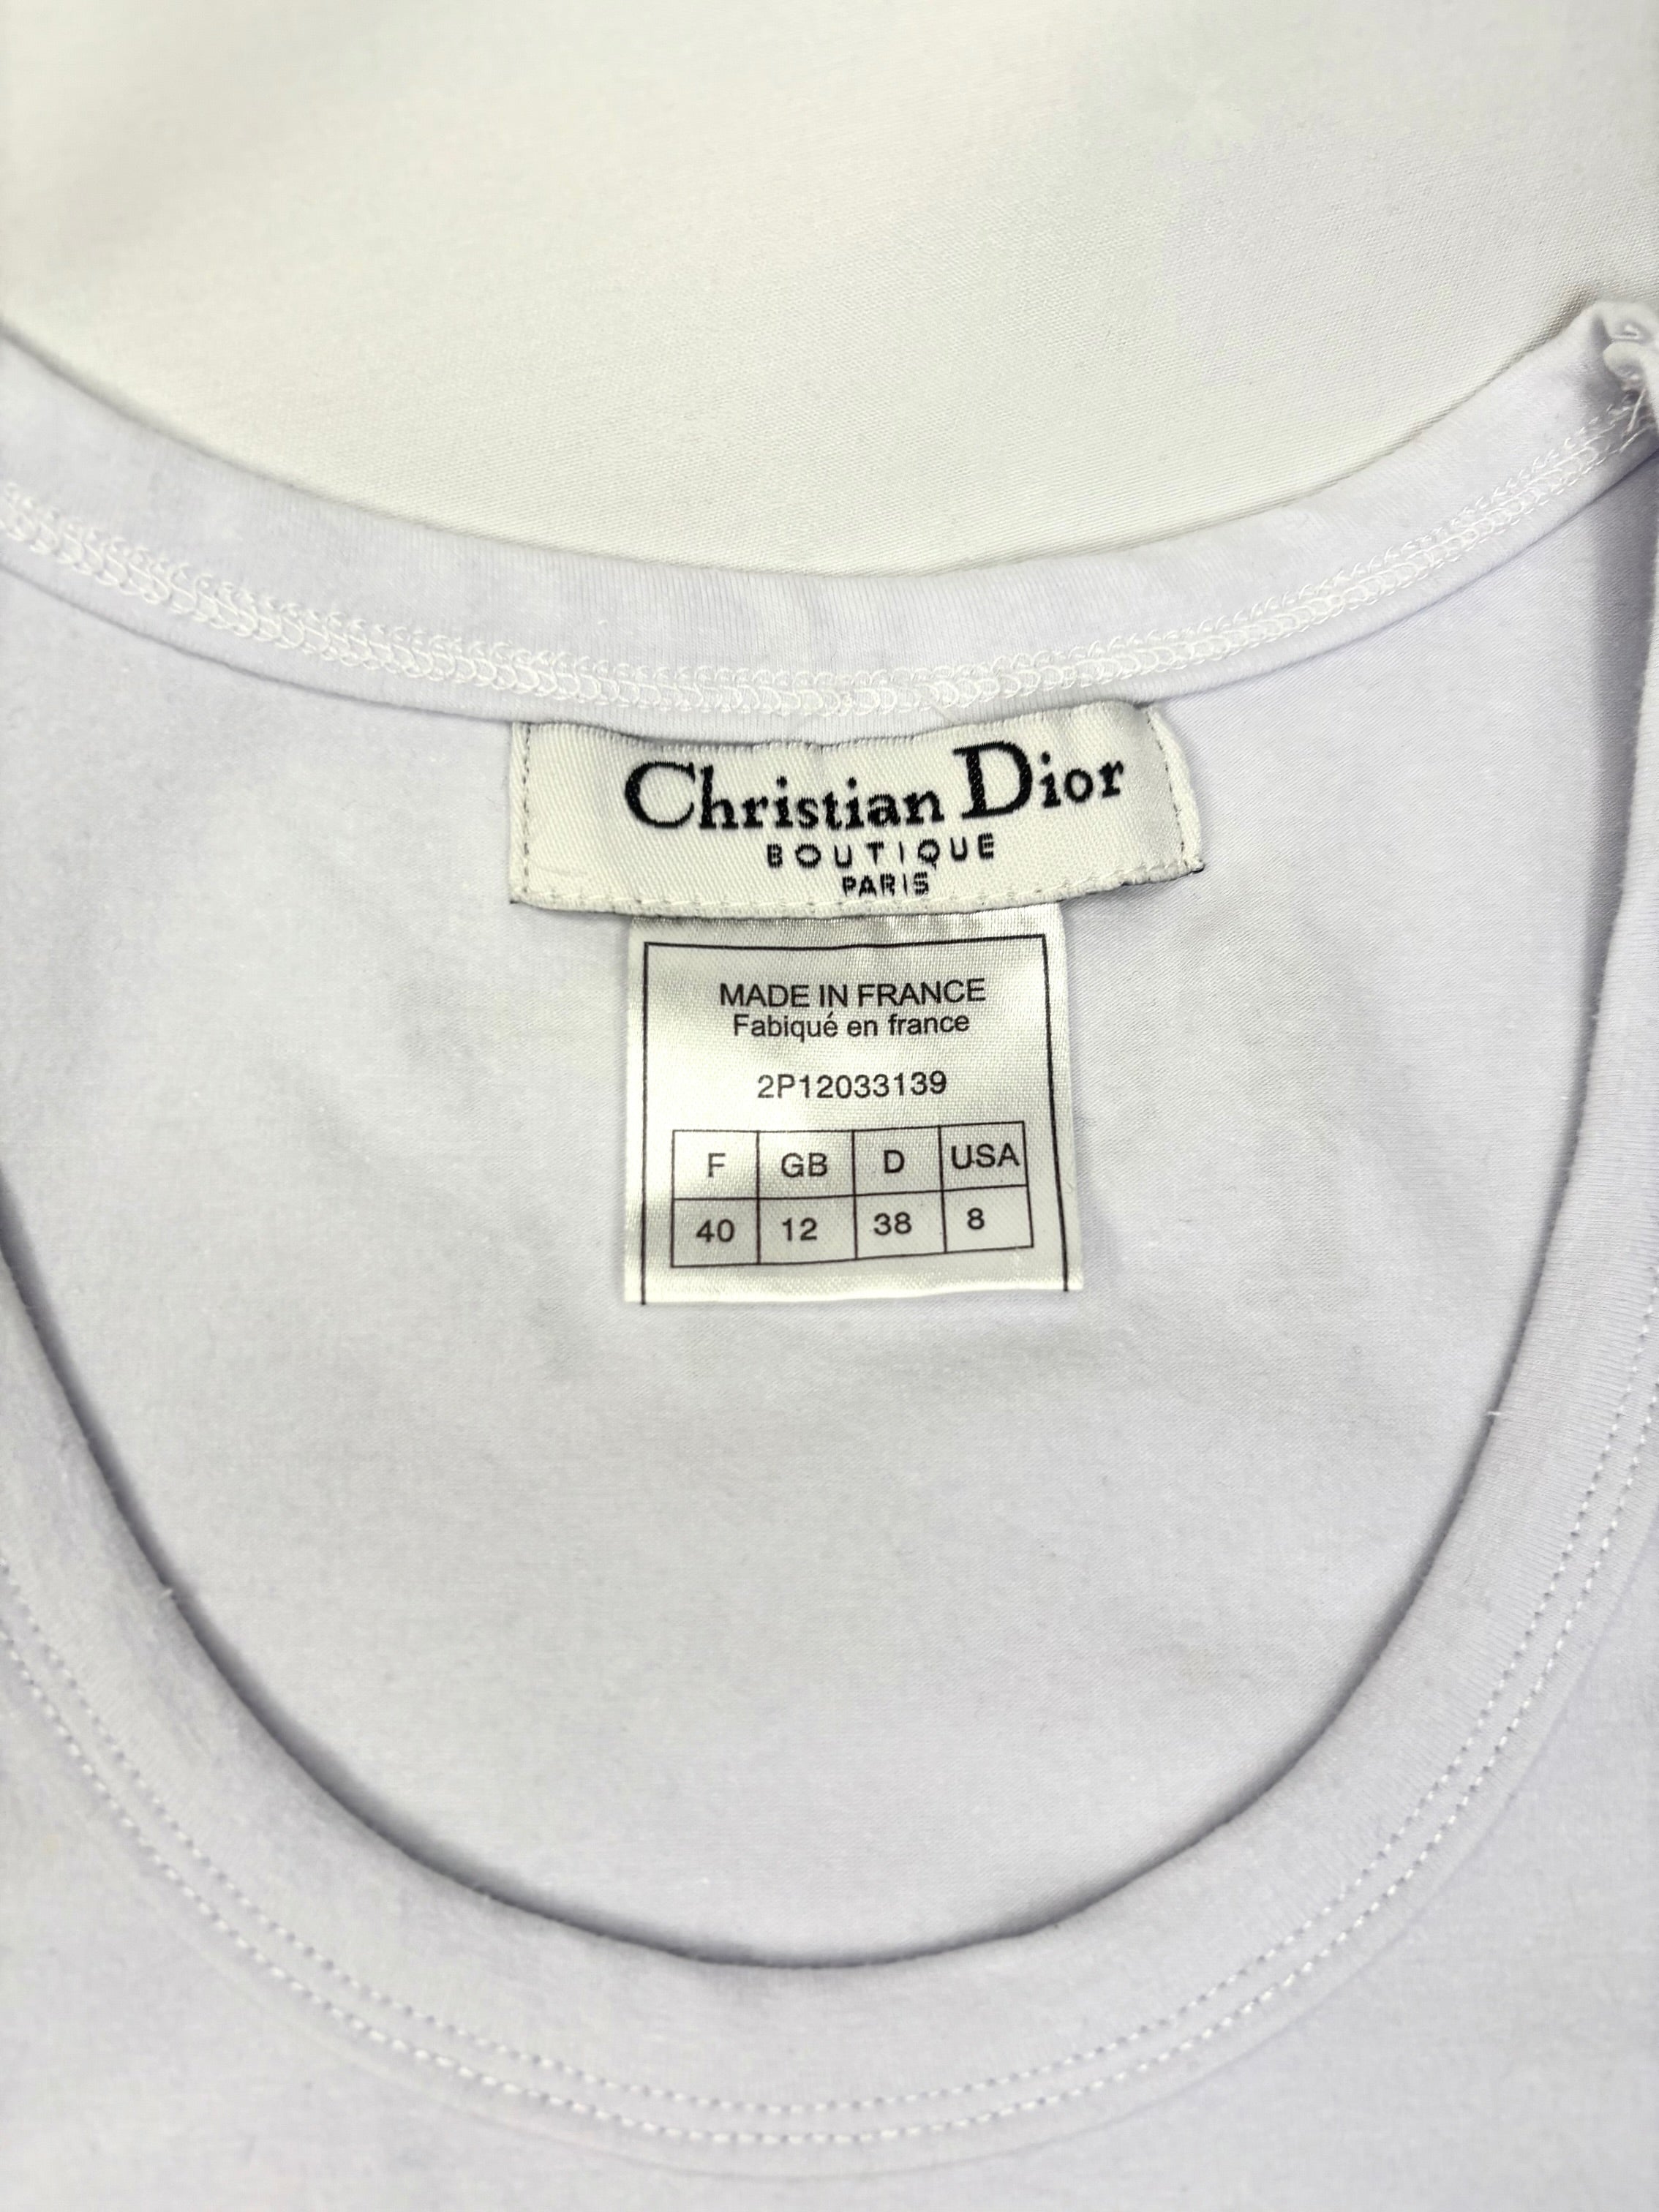 Christian Dior
BOUTIQUE
PARIS
MADE IN FRANCE
Fabiqué en france
2P12033139
F GB D USA
40 12 38 8